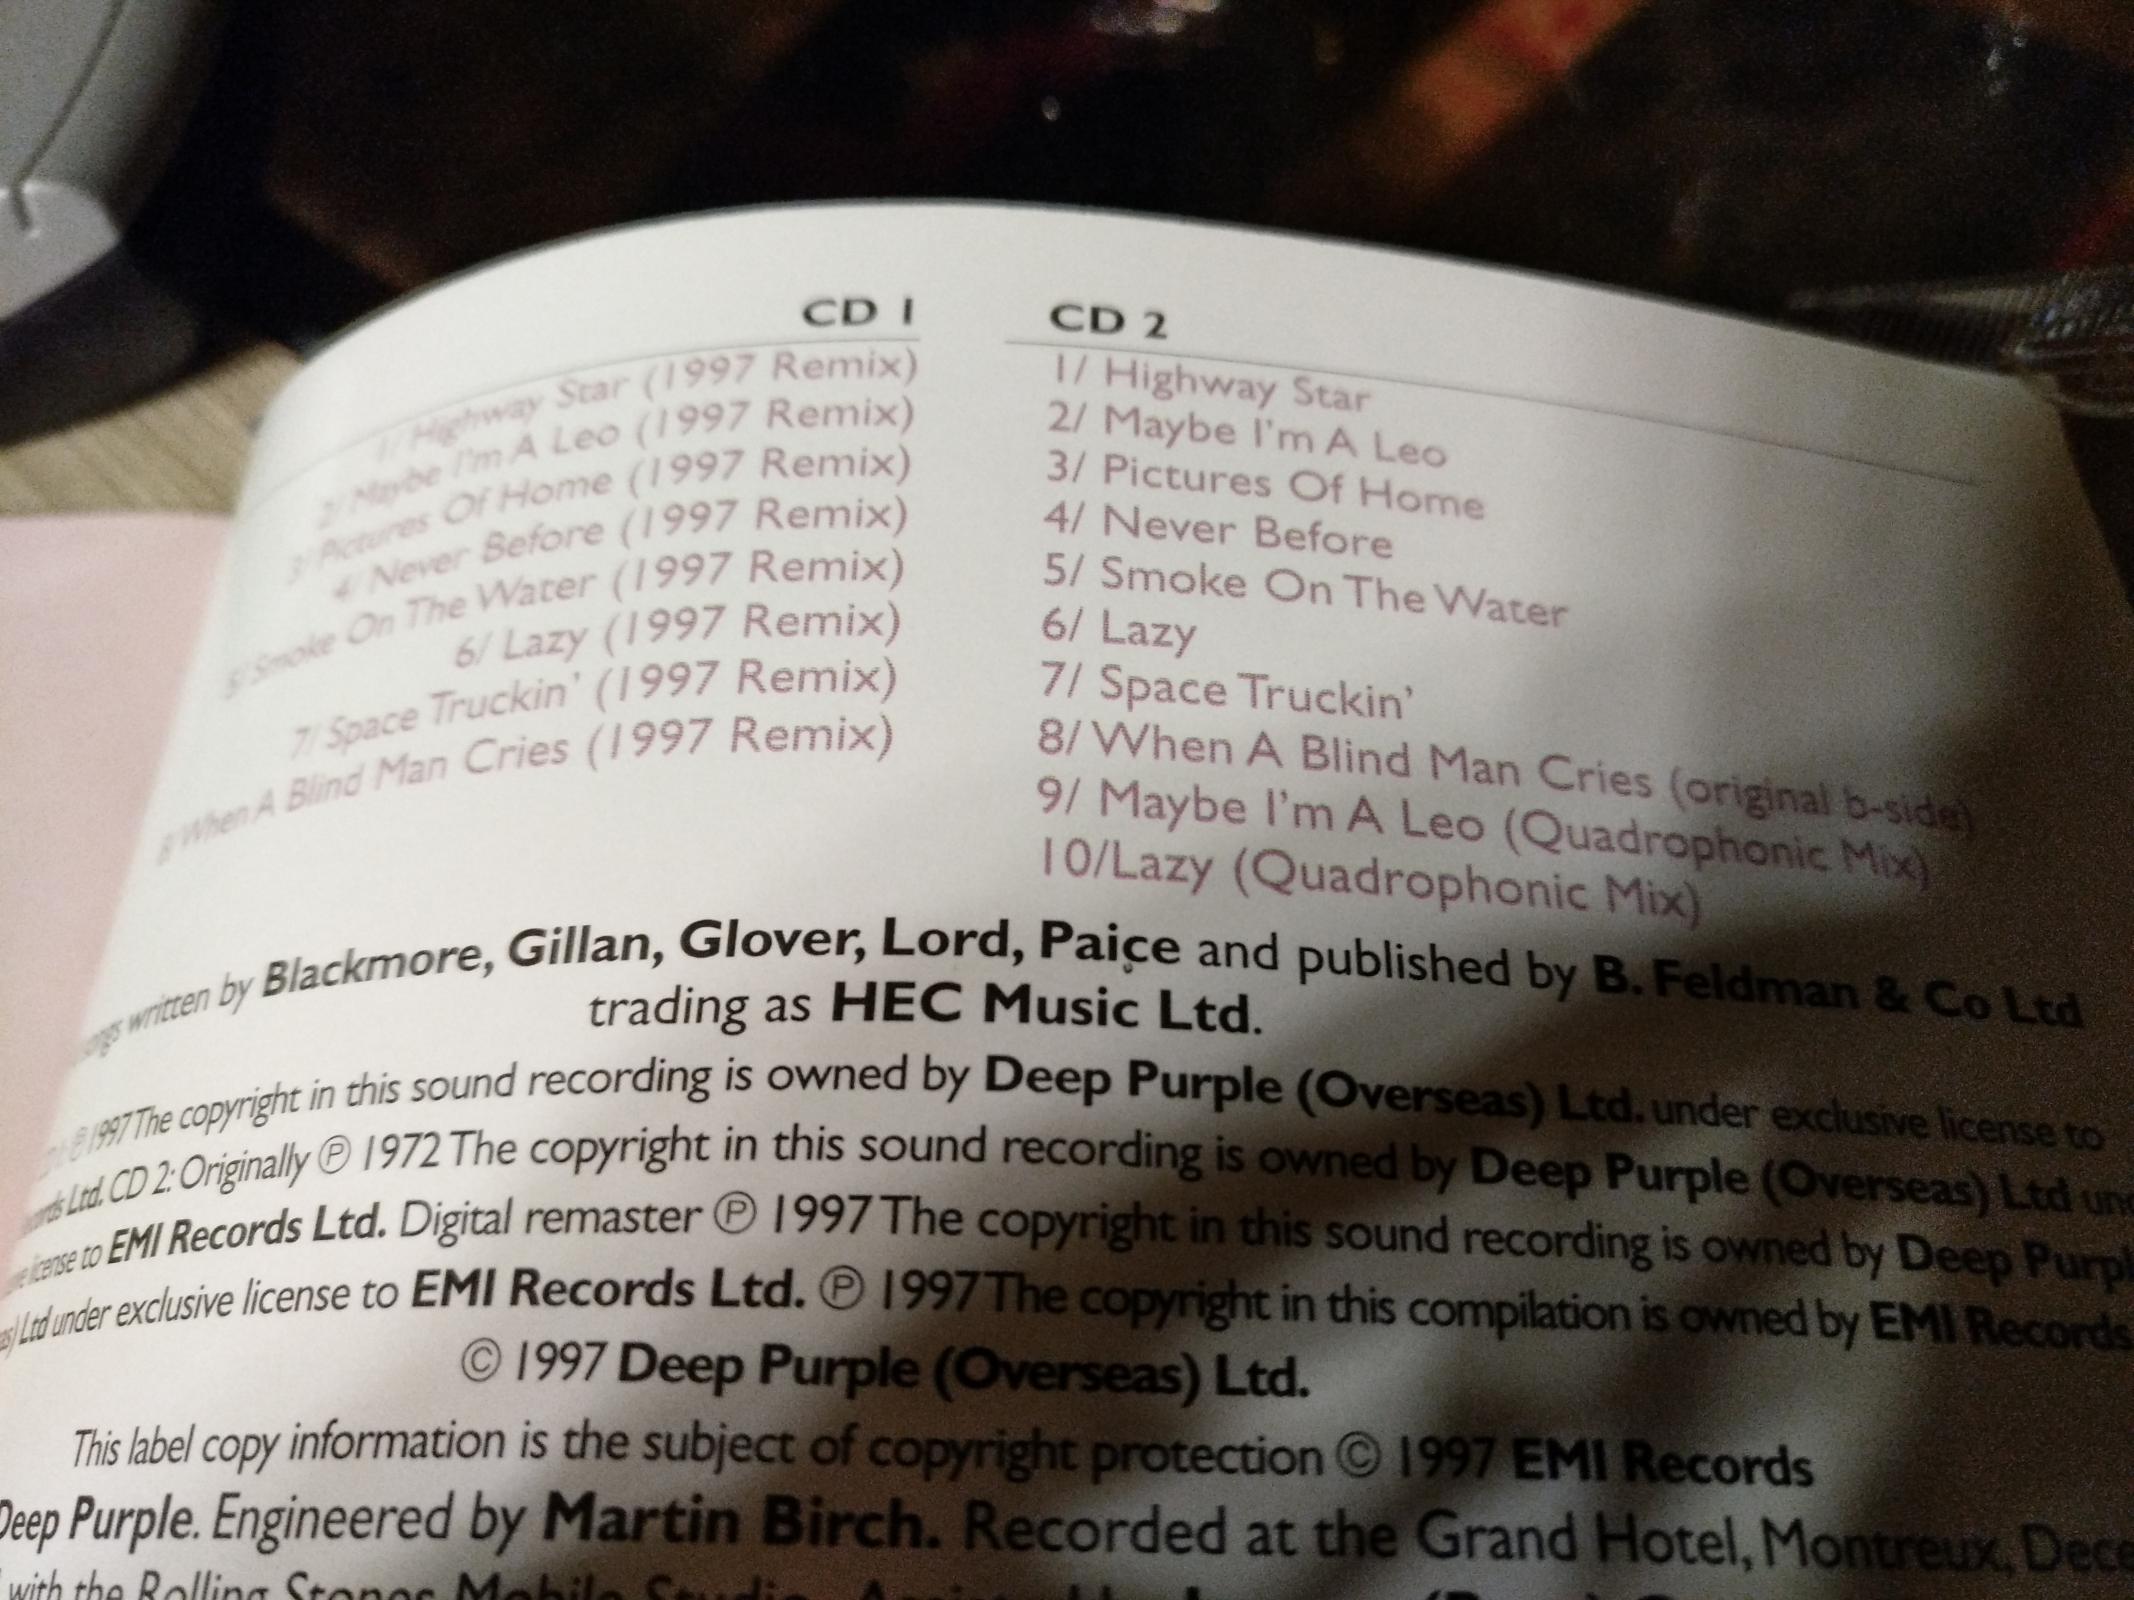 CD 1
1/ Highway Star (1997 Remix)
2/ Maybe I'm A Leo (1997 Remix)
3/ Pictures Of Home (1997 Remix)
4/ Never Before (1997 Remix)
5/ Smoke On The Water (1997 Remix)
6/ Lazy (1997 Remix)
7/ Space Truckin' (1997 Remix)
8/ When A Blind Man Cries (1997 Remix)
CD 2
1/ Highway Star
2/ Maybe I'm A Leo
3/ Pictures Of Home
4/ Never Before
5/ Smoke On The Water
6/ Lazy
7/ Space Truckin'
8/ When A Blind Man Cries (original b-side)
9/ Maybe I'm A Leo (Quadrophonic Mix)
10/Lazy (Quadrophonic Mix)
songs written by Blackmore, Gillan, Glover, Lord, Paice and published by B. Feldman & Co Ltd
trading as HEC Music Ltd.
℗ 1997 The copyright in this sound recording is owned by Deep Purple (Overseas) Ltd. under exclusive license to
Ltd. CD 2: Originally ℗ 1972 The copyright in this sound recording is owned by Deep Purple (Overseas) Ltd
license to EMI Records Ltd. Digital remaster ℗ 1997 The copyright in this sound recording is owned by Deep
Ltd under exclusive license to EMI Records Ltd. ℗ 1997 The copyright in this compilation is owned by EMI Records
© 1997 Deep Purple (Overseas) Ltd.
This label copy information is the subject of copyright protection © 1997 EMI Records
Deep Purple. Engineered by Martin Birch. Recorded at the Grand Hotel, Montreux,
with the Rolling Stones Mobile Studio.